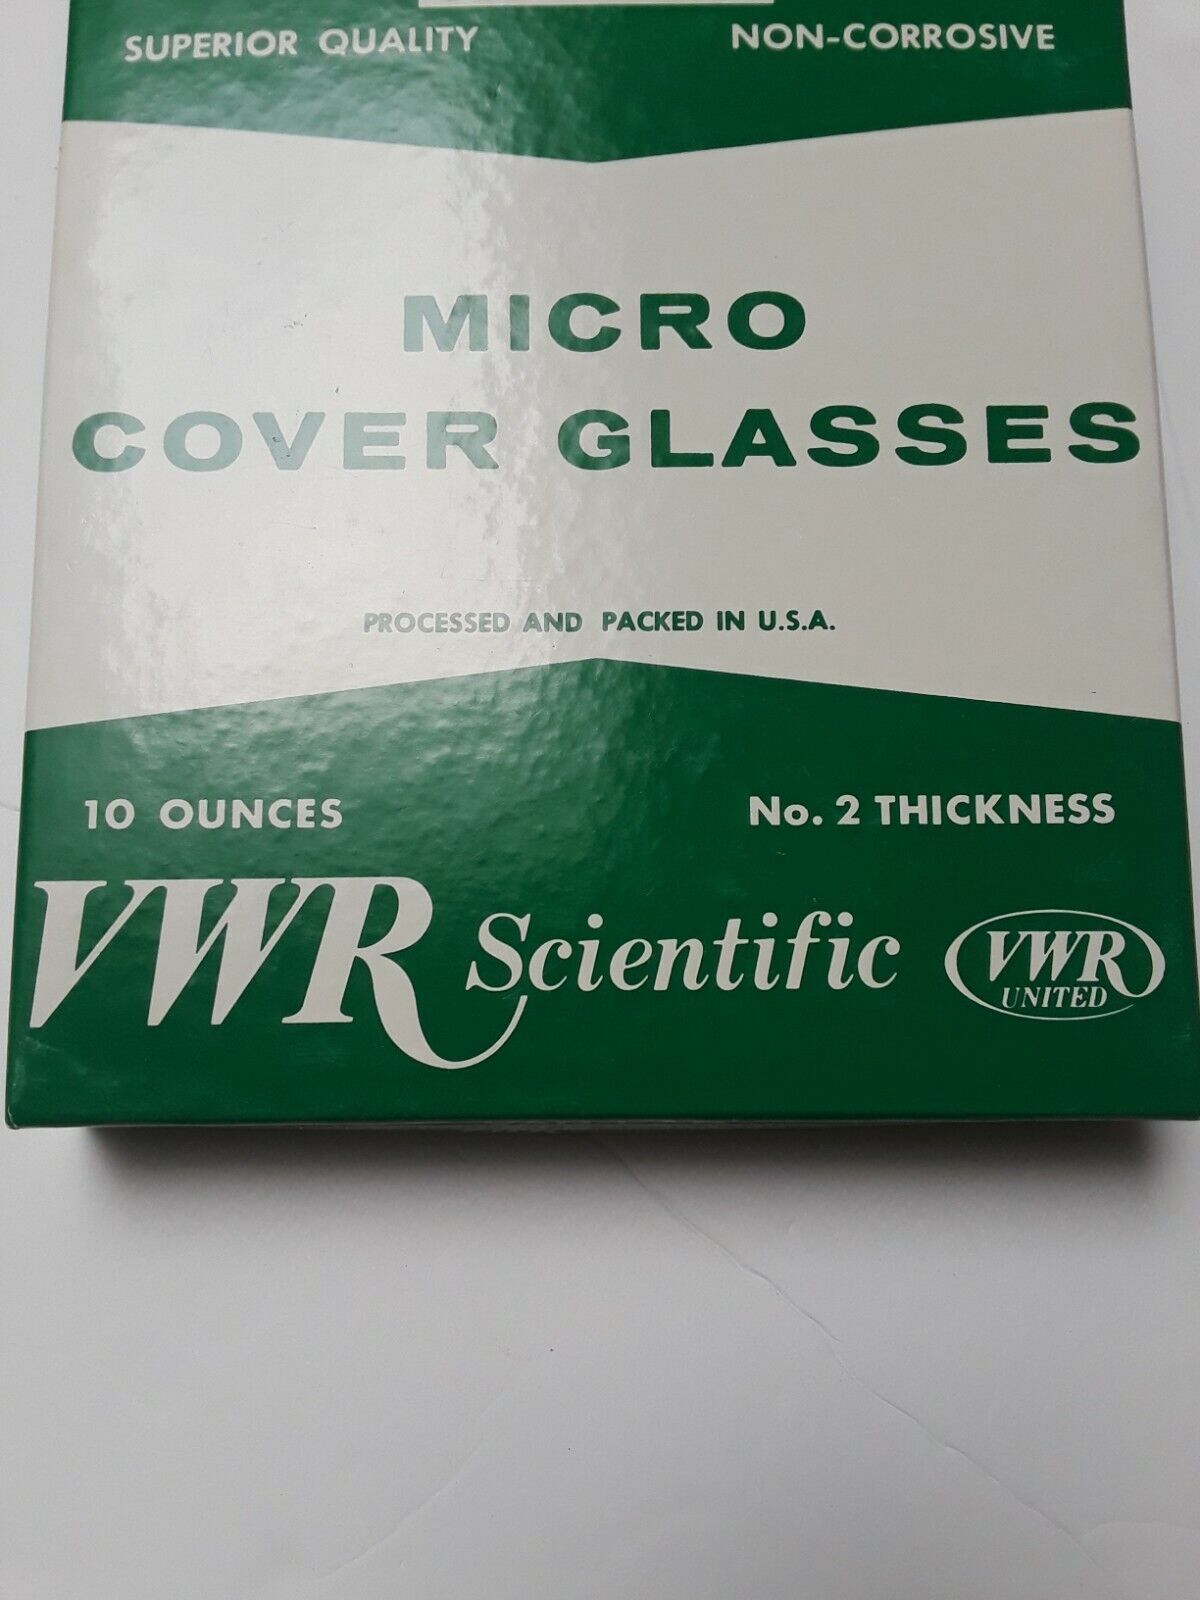 SUPERIOR QUALITY
NON-CORROSIVE
MICRO
COVER GLASSES
PROCESSED AND PACKED IN U.S.A.
10 OUNCES
No. 2 THICKNESS
VWR Scientific
VWR
UNITED